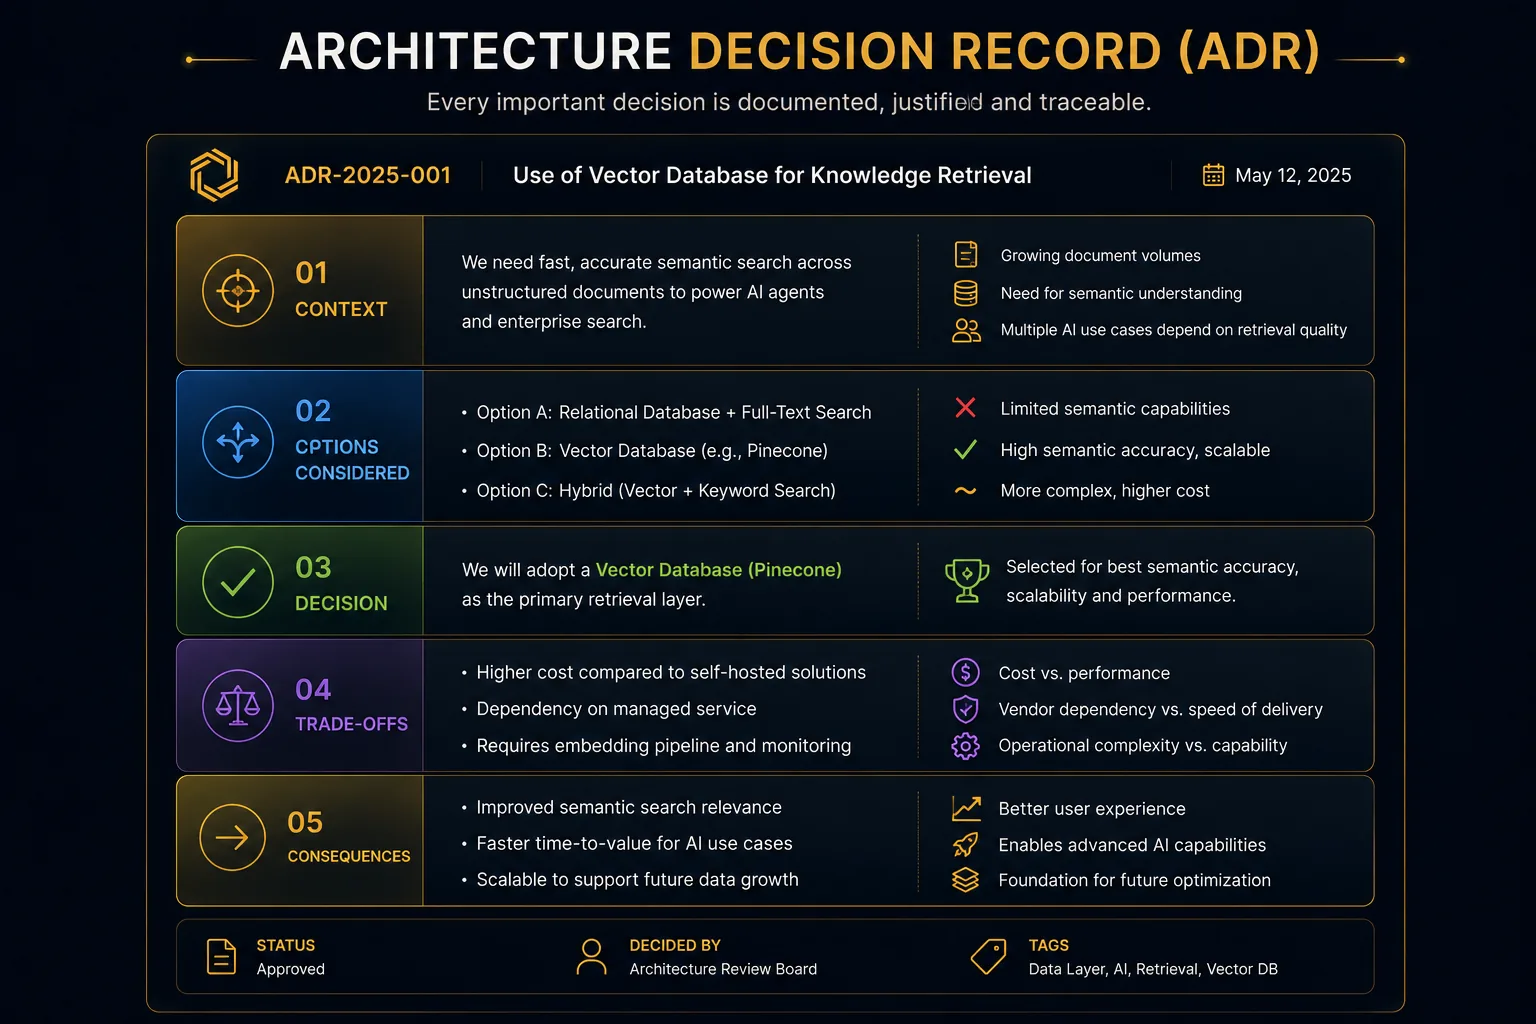 ARCHITECTURE DECISION RECORD (ADR)
Every important decision is documented, justified and traceable.
ADR-2025-001
Use of Vector Database for Knowledge Retrieval
May 12, 2025
01
CONTEXT
We need fast, accurate semantic search across
unstructured documents to power AI agents
and enterprise search.
Growing document volumes
Need for semantic understanding
Multiple AI use cases depend on retrieval quality
02
CPTIONS
CONSIDERED
• Option A: Relational Database + Full-Text Search
• Option B: Vector Database (e.g., Pinecone)
• Option C: Hybrid (Vector + Keyword Search)
Limited semantic capabilities
High semantic accuracy, scalable
More complex, higher cost
03
DECISION
We will adopt a Vector Database (Pinecone)
as the primary retrieval layer.
Selected for best semantic accuracy,
scalability and performance.
04
TRADE-OFFS
• Higher cost compared to self-hosted solutions
• Dependency on managed service
• Requires embedding pipeline and monitoring
Cost vs. performance
Vendor dependency vs. speed of delivery
Operational complexity vs. capability
05
CONSEQUENCES
• Improved semantic search relevance
• Faster time-to-value for AI use cases
• Scalable to support future data growth
Better user experience
Enables advanced AI capabilities
Foundation for future optimization
STATUS
Approved
DECIDED BY
Architecture Review Board
TAGS
Data Layer, AI, Retrieval, Vector DB